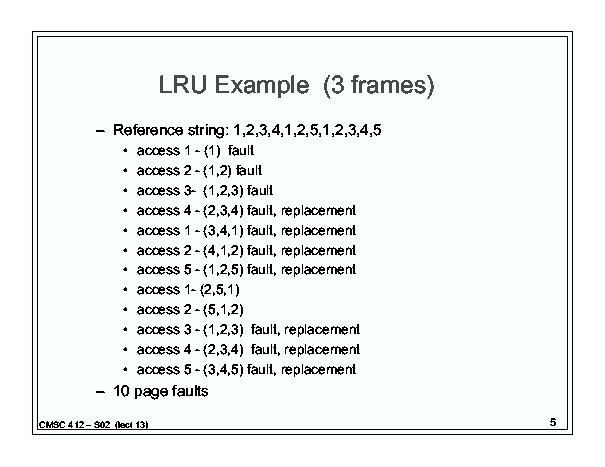 LRU Example (3 frames)
– Reference string: 1,2,3,4,1,2,5,1,2,3,4,5
• access 1 - (1) fault
• access 2 - (1,2) fault
• access 3- (1,2,3) fault
• access 4 - (2,3,4) fault, replacement
• access 1 - (3,4,1) fault, replacement
• access 2 - (4,1,2) fault, replacement
• access 5 - (1,2,5) fault, replacement
• access 1- (2,5,1)
• access 2 - (5,1,2)
• access 3 - (1,2,3) fault, replacement
• access 4 - (2,3,4) fault, replacement
• access 5 - (3,4,5) fault, replacement
– 10 page faults
CMSC 412 – S02 (lect 13)
5